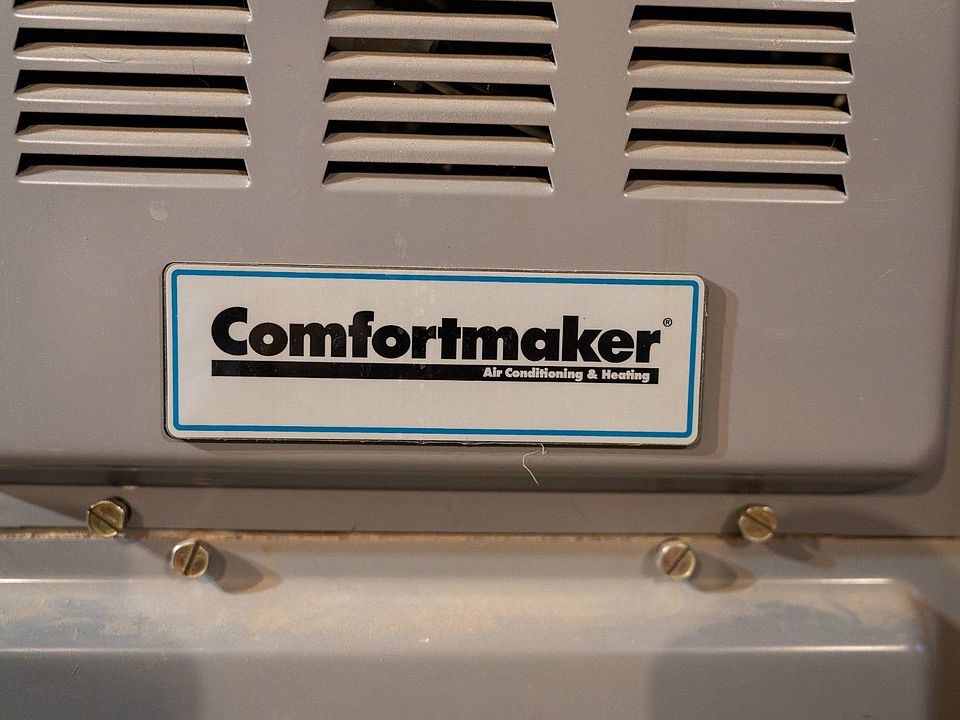 Comfortmaker®
Air Conditioning & Heating